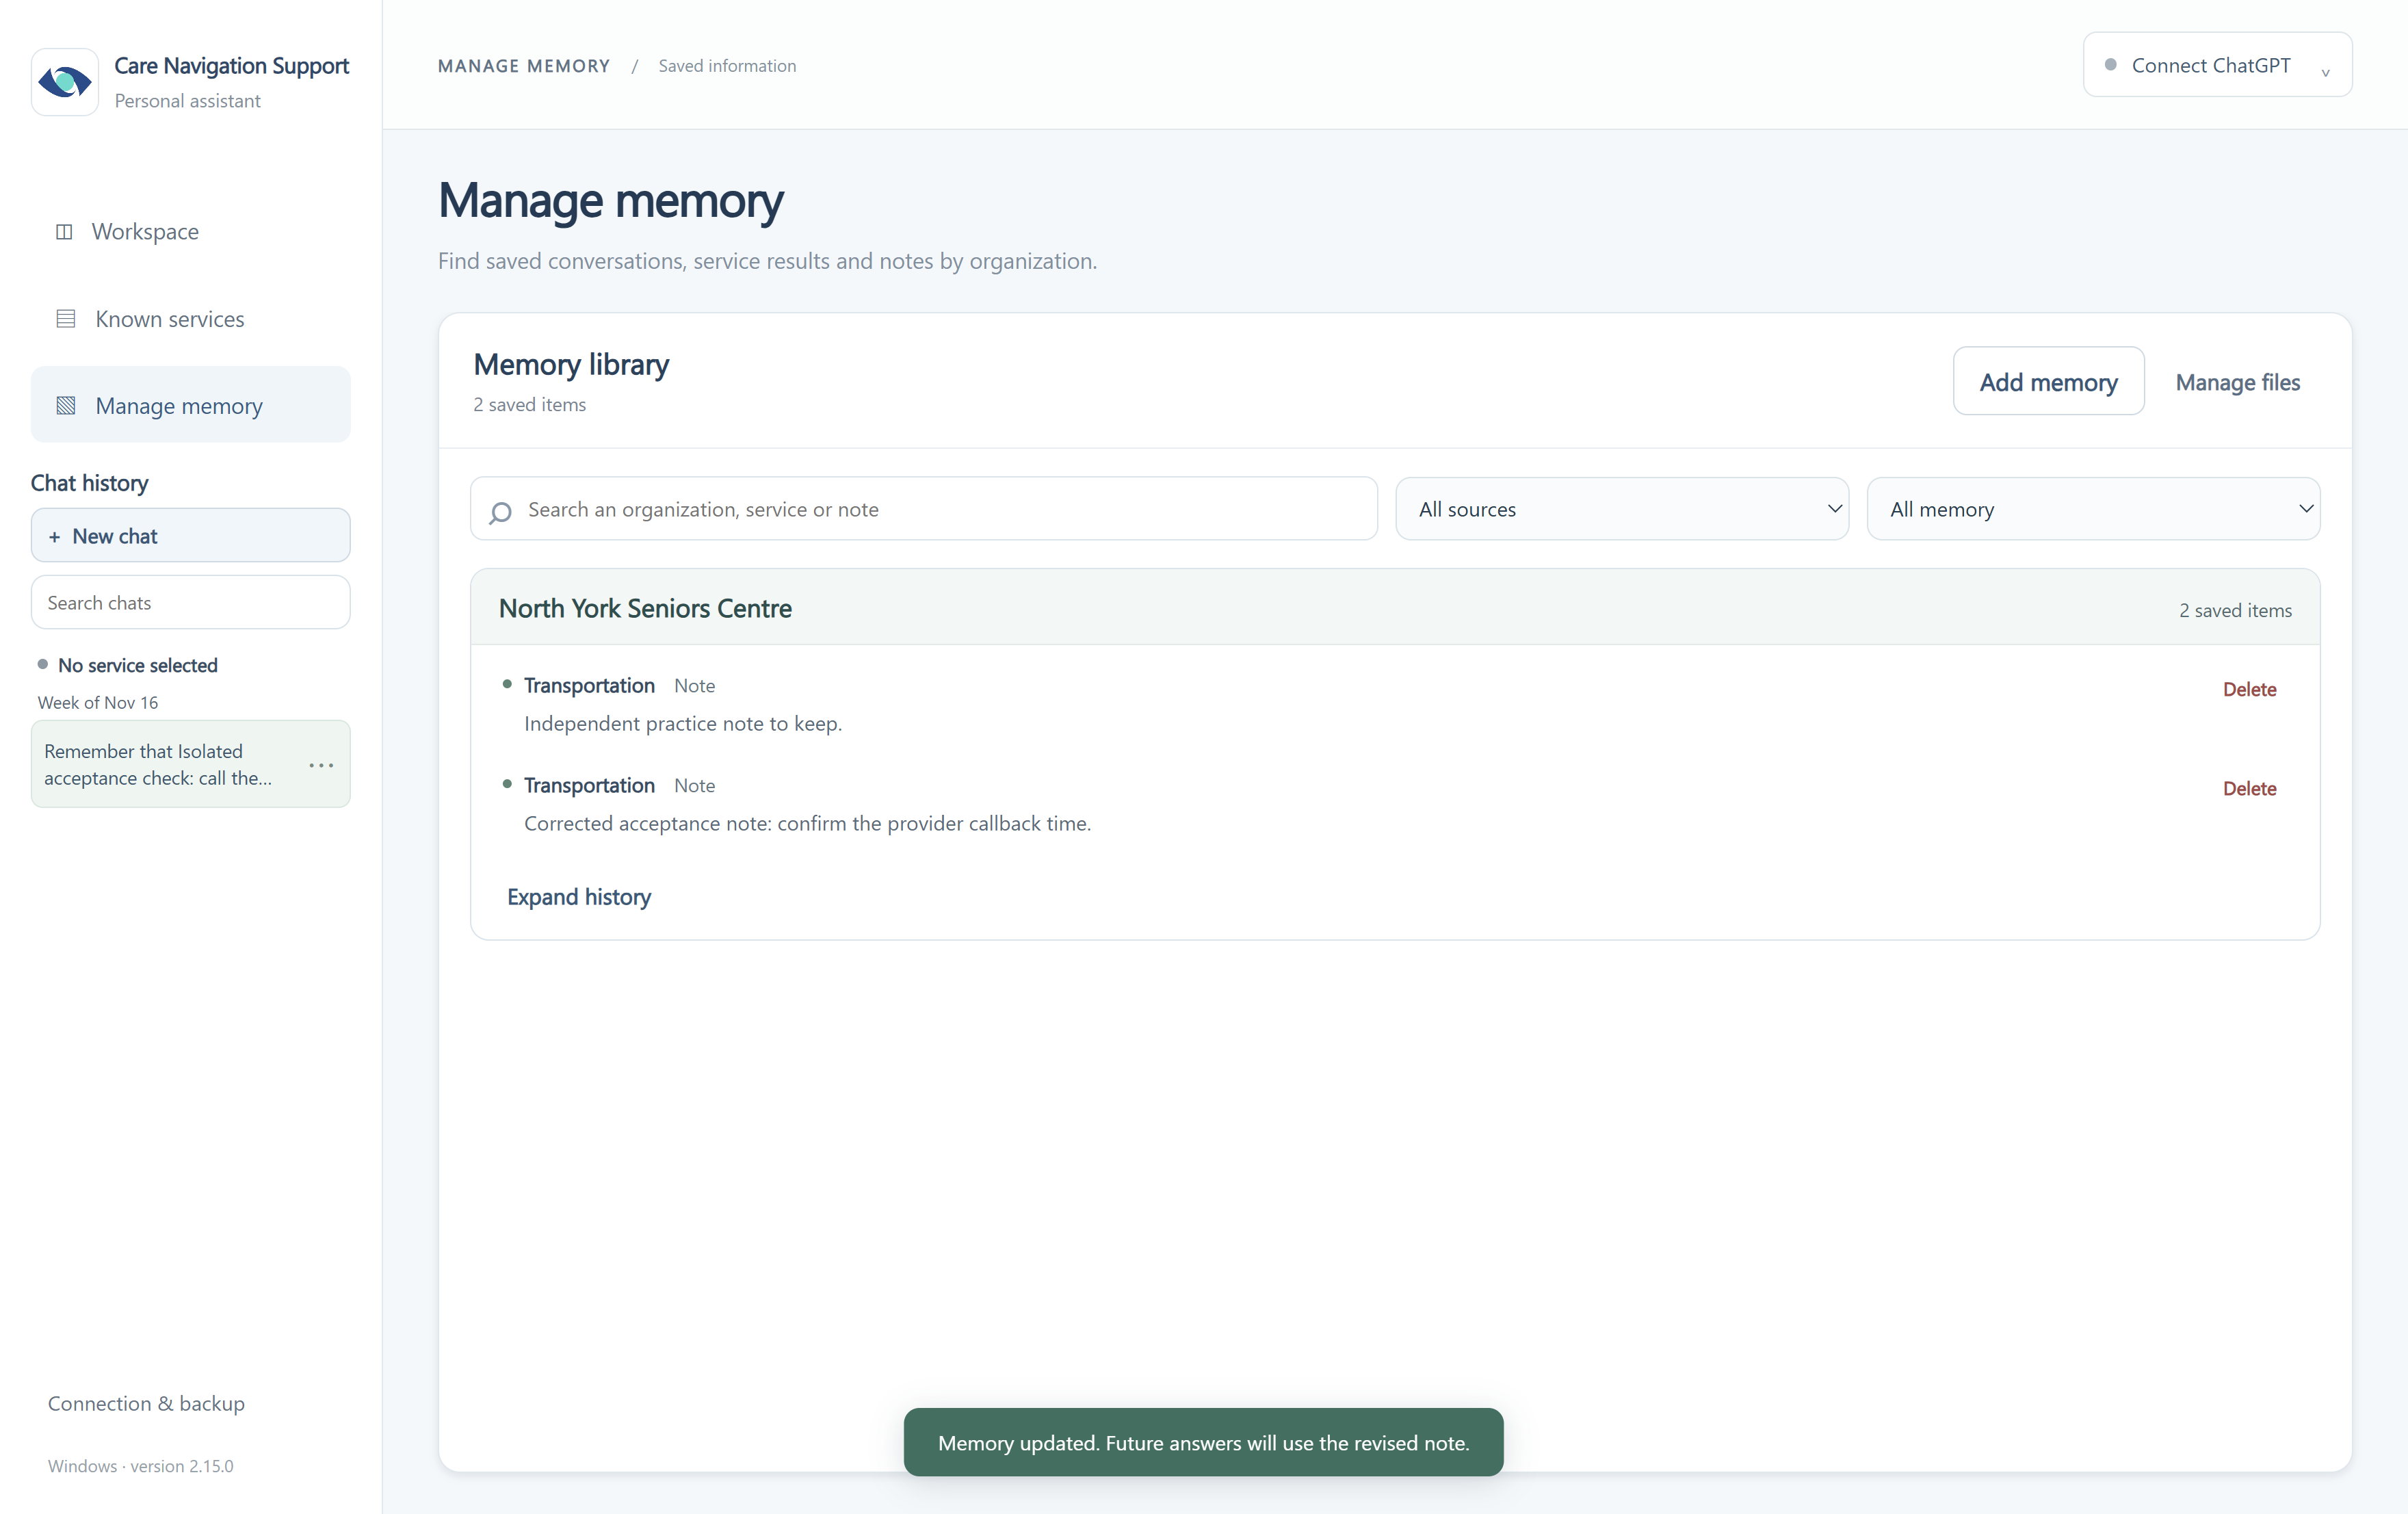 Care Navigation Support
Personal assistant
Workspace
Known services
Manage memory
Chat history
+ New chat
Search chats
No service selected
Week of Nov 16
Remember that Isolated
acceptance check: call the...
Connection & backup
Windows · version 2.15.0
MANAGE MEMORY / Saved information
Connect ChatGPT v
Manage memory
Find saved conversations, service results and notes by organization.
Memory library
2 saved items
Add memory
Manage files
Search an organization, service or note
All sources
All memory
North York Seniors Centre
2 saved items
Transportation Note
Delete
Independent practice note to keep.
Transportation Note
Delete
Corrected acceptance note: confirm the provider callback time.
Expand history
Memory updated. Future answers will use the revised note.